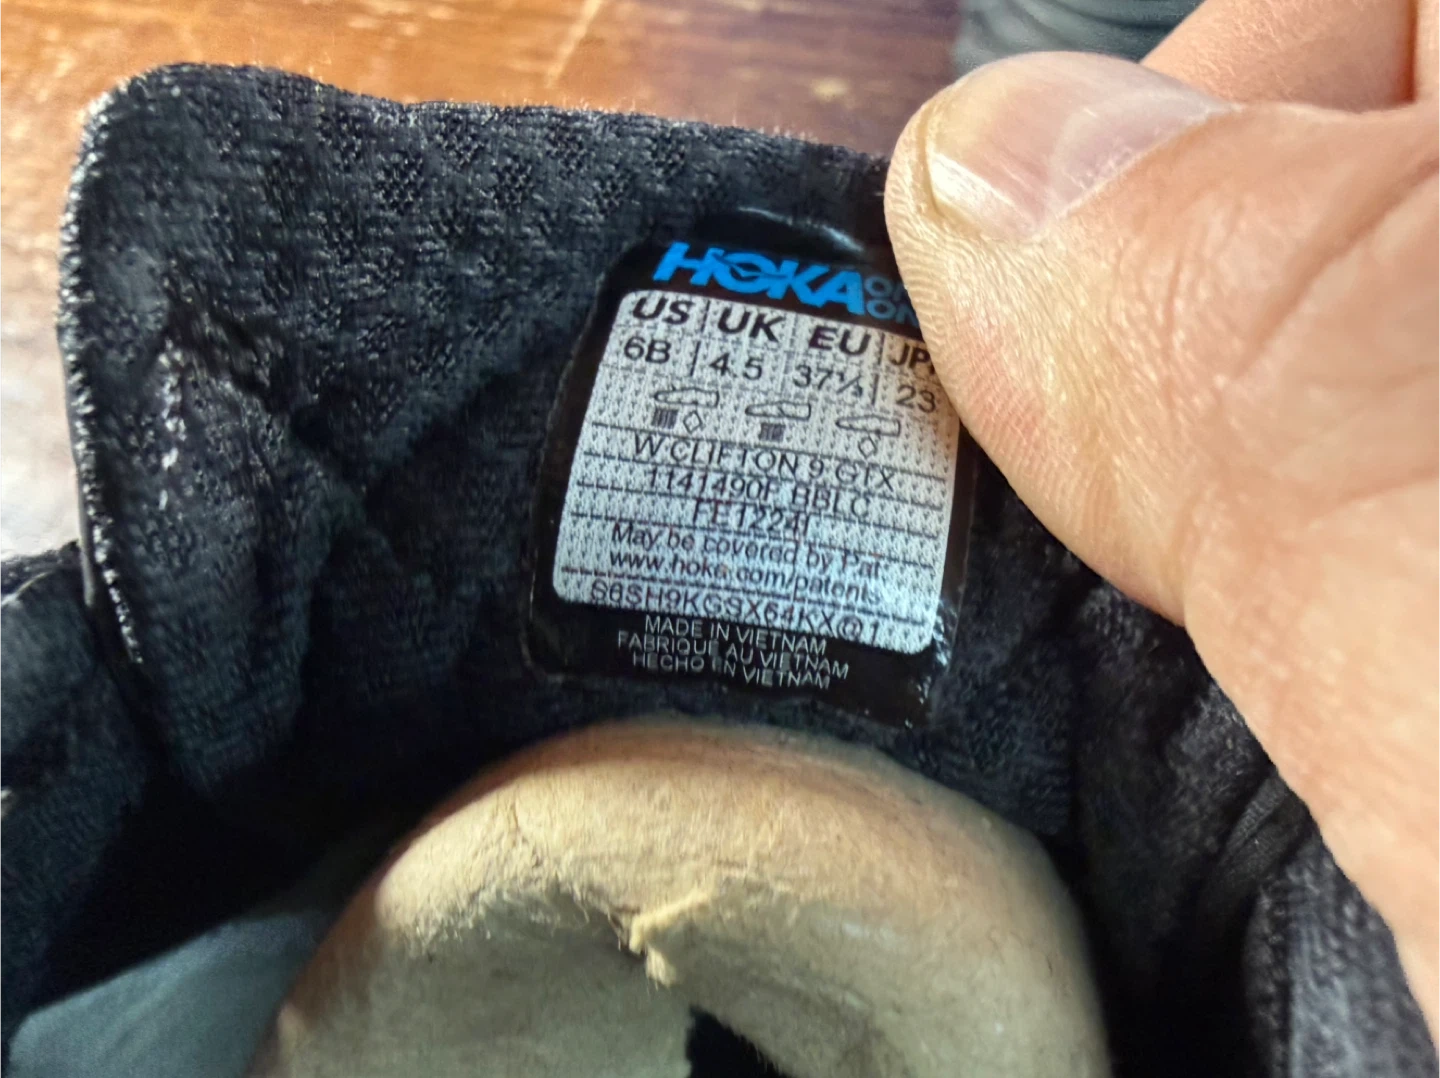 HOKA
US UK EU JP
6B 4.5 37⅓ 23
W CLIFTON 9 GTX
1141490F BBLC
FE1224I
May be covered by Pat.
www.hoka.com/patents
S6SH9KGSX64KX@1
MADE IN VIETNAM
FABRIQUE AU VIETNAM
HECHO EN VIETNAM